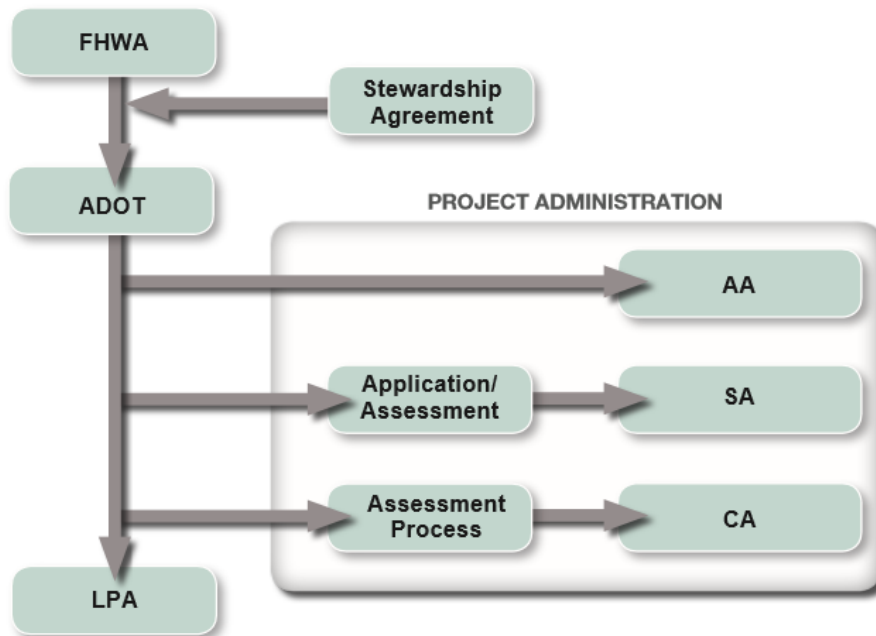 FHWA
Stewardship
Agreement
ADOT
PROJECT ADMINISTRATION
AA
Application/
Assessment
SA
Assessment
Process
CA
LPA